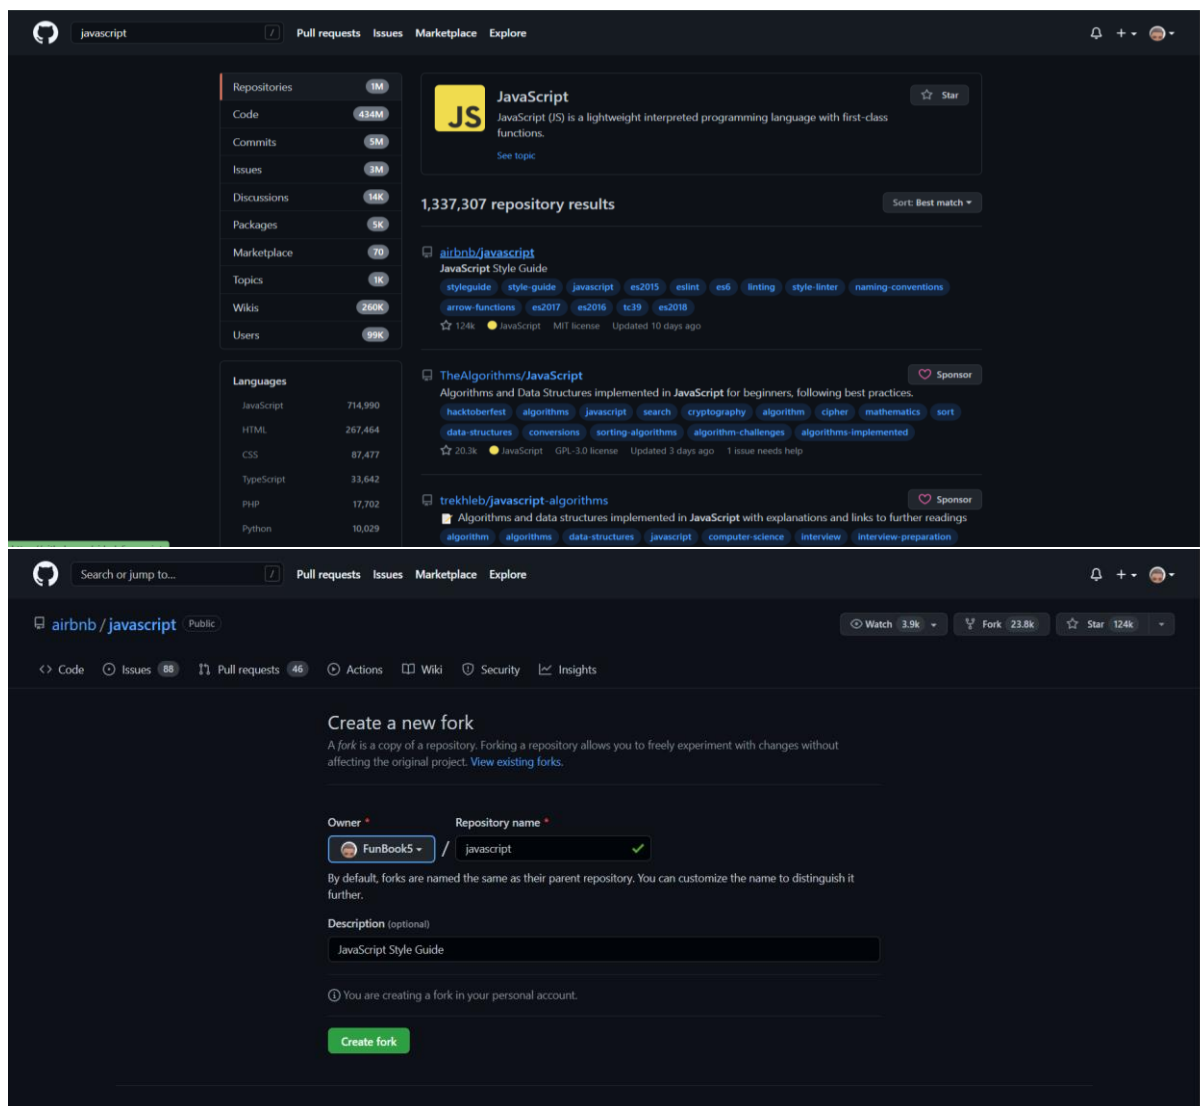 javascript / Pull requests Issues Marketplace Explore
Repositories 1M
Code 434M
Commits 5M
Issues 3M
Discussions 14K
Packages 5K
Marketplace 70
Topics 1K
Wikis 260K
Users 99K
Languages
JavaScript 714,990
HTML 267,464
CSS 87,477
TypeScript 33,642
PHP 17,702
Python 10,029
JS
JavaScript
Star
JavaScript (JS) is a lightweight interpreted programming language with first-class
functions.
See topic
1,337,307 repository results
Sort: Best match
airbnb/javascript
JavaScript Style Guide
styleguide style-guide javascript es2015 eslint es6 linting style-linter naming-conventions
arrow-functions es2017 es2016 tc39 es2018
124k JavaScript MIT license Updated 10 days ago
TheAlgorithms/JavaScript
Sponsor
Algorithms and Data Structures implemented in JavaScript for beginners, following best practices.
hacktoberfest algorithms javascript search cryptography algorithm cipher mathematics sort
data-structures conversions sorting-algorithms algorithm-challenges algorithms-implemented
20.3k JavaScript GPL-3.0 license Updated 3 days ago 1 issue needs help
trekhleb/javascript-algorithms
Sponsor
Algorithms and data structures implemented in JavaScript with explanations and links to further readings
algorithm algorithms data-structures javascript computer-science interview interview-preparation
Search or jump to... / Pull requests Issues Marketplace Explore
airbnb / javascript Public
Watch 3.9k Fork 23.8k Star 124k
<> Code Issues 88 Pull requests 46 Actions Wiki Security Insights
Create a new fork
A fork is a copy of a repository. Forking a repository allows you to freely experiment with changes without
affecting the original project. View existing forks.
Owner * Repository name *
FunBook5 / javascript
By default, forks are named the same as their parent repository. You can customize the name to distinguish it
further.
Description (optional)
JavaScript Style Guide
You are creating a fork in your personal account.
Create fork